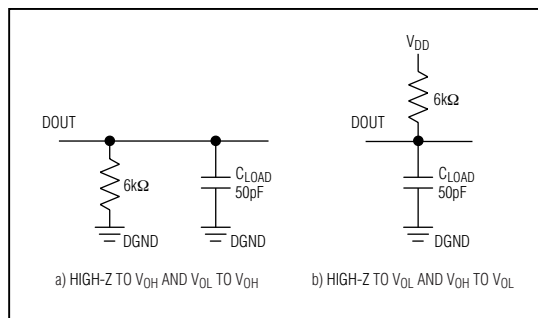 DOUT
6kΩ
C_LOAD
50pF
DGND
DGND
a) HIGH-Z TO V_OH AND V_OL TO V_OH
V_DD
6kΩ
DOUT
C_LOAD
50pF
DGND
b) HIGH-Z TO V_OL AND V_OH TO V_OL